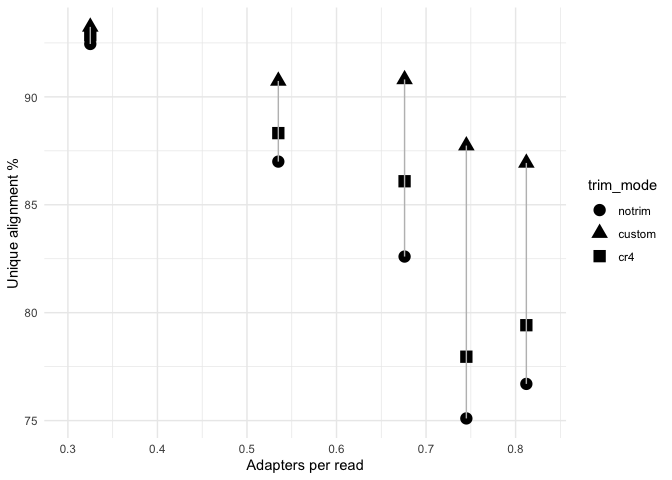 90
85
80
75
Unique alignment %
0.3 0.4 0.5 0.6 0.7 0.8
Adapters per read
trim_mode
notrim
custom
cr4